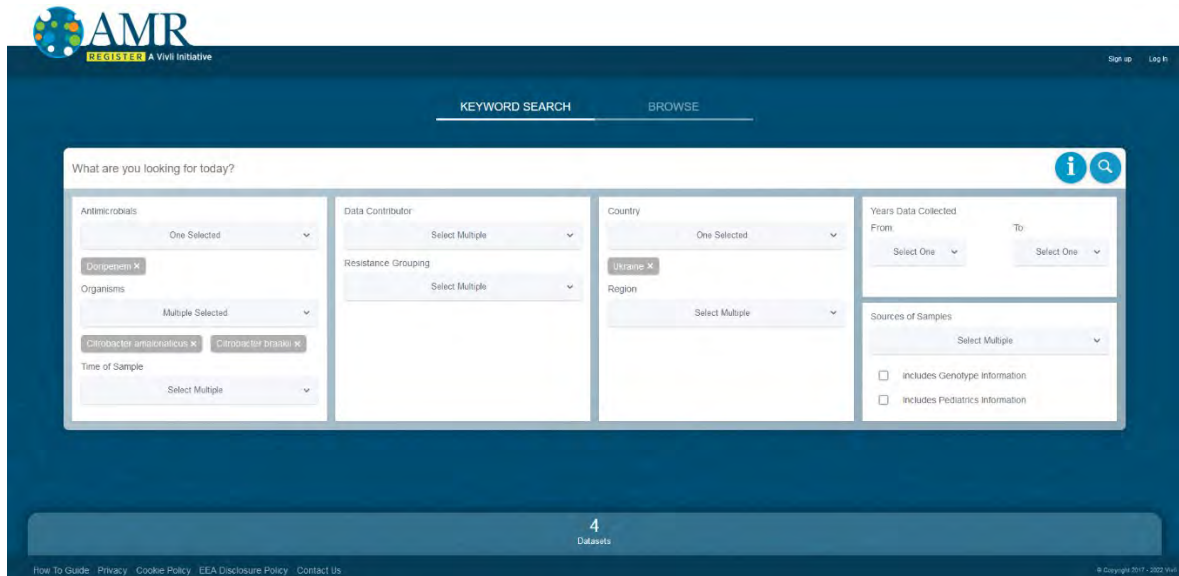 AMR
REGISTER A Vivli Initiative
Sign up Log In
KEYWORD SEARCH BROWSE
What are you looking for today?
Antimicrobials
One Selected
Doripenem ×
Organisms
Multiple Selected
Citrobacter amalonaticus × Citrobacter braakii ×
Time of Sample
Select Multiple
Data Contributor
Select Multiple
Resistance Grouping
Select Multiple
Country
One Selected
Ukraine ×
Region
Select Multiple
Years Data Collected
From To
Select One Select One
Sources of Samples
Select Multiple
Includes Genotype Information
Includes Pediatrics Information
4
Datasets
How To Guide Privacy Cookie Policy EEA Disclosure Policy Contact Us
© Copyright 2017 - 2022 Vivli